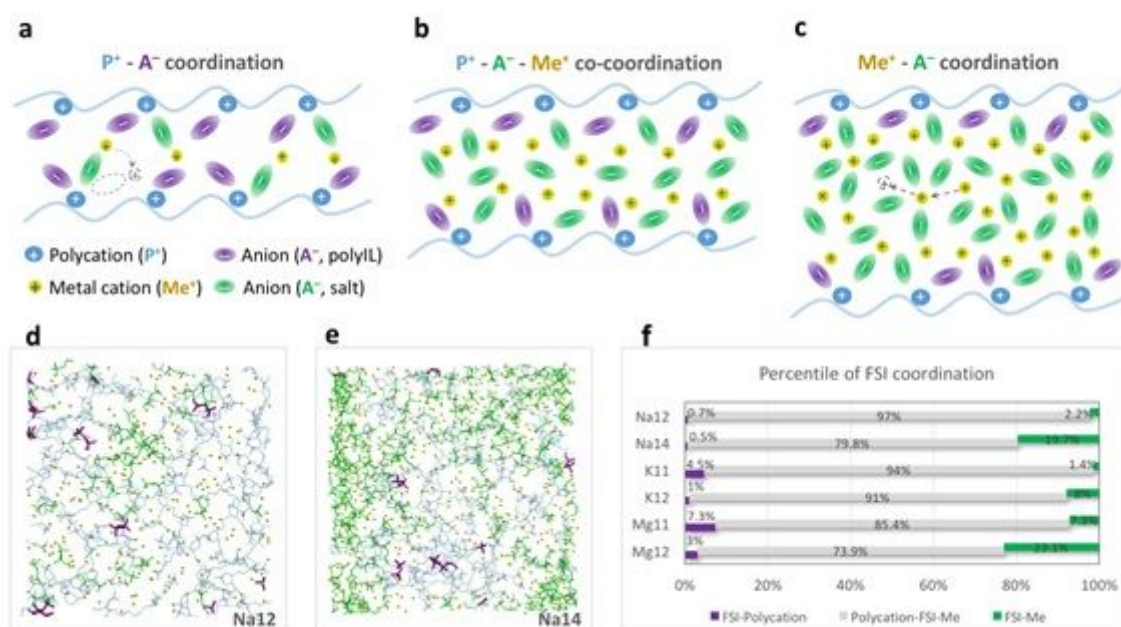 a
P⁺ - A⁻ coordination
b
P⁺ - A⁻ - Me⁺ co-coordination
c
Me⁺ - A⁻ coordination
Polycation (P⁺)
Anion (A⁻, polyIL)
Metal cation (Me⁺)
Anion (A⁻, salt)
d
Na12
e
Na14
f
Percentile of FSI coordination
Na12 0.7% 97% 2.2%
Na14 0.5% 79.8% 19.7%
K11 4.5% 94% 1.4%
K12 1% 91% 8%
Mg11 7.3% 85.4% 7.3%
Mg12 3% 73.9% 23.1%
0% 20% 40% 60% 80% 100%
FSI-Polycation Polycation-FSI-Me FSI-Me